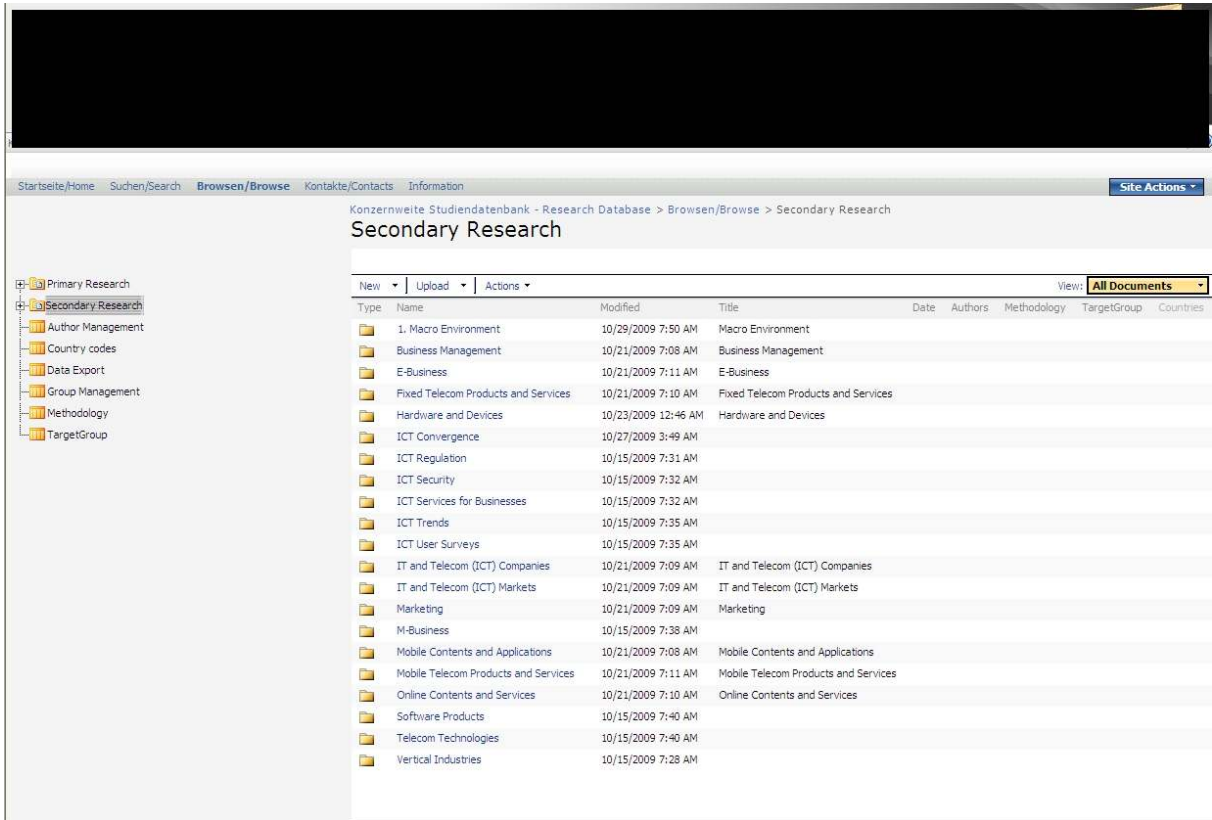 Startseite/Home Suchen/Search Browsen/Browse Kontakte/Contacts Information Site Actions
Konzernweite Studiendatenbank - Research Database > Browsen/Browse > Secondary Research
Secondary Research
Primary Research
Secondary Research
Author Management
Country codes
Data Export
Group Management
Methodology
TargetGroup
New Upload Actions View: All Documents
Type Name Modified Title Date Authors Methodology TargetGroup Countries
1. Macro Environment 10/29/2009 7:50 AM Macro Environment
Business Management 10/21/2009 7:08 AM Business Management
E-Business 10/21/2009 7:11 AM E-Business
Fixed Telecom Products and Services 10/21/2009 7:10 AM Fixed Telecom Products and Services
Hardware and Devices 10/23/2009 12:46 AM Hardware and Devices
ICT Convergence 10/27/2009 3:49 AM
ICT Regulation 10/15/2009 7:31 AM
ICT Security 10/15/2009 7:32 AM
ICT Services for Businesses 10/15/2009 7:32 AM
ICT Trends 10/15/2009 7:35 AM
ICT User Surveys 10/15/2009 7:35 AM
IT and Telecom (ICT) Companies 10/21/2009 7:09 AM IT and Telecom (ICT) Companies
IT and Telecom (ICT) Markets 10/21/2009 7:09 AM IT and Telecom (ICT) Markets
Marketing 10/21/2009 7:09 AM Marketing
M-Business 10/15/2009 7:38 AM
Mobile Contents and Applications 10/21/2009 7:08 AM Mobile Contents and Applications
Mobile Telecom Products and Services 10/21/2009 7:11 AM Mobile Telecom Products and Services
Online Contents and Services 10/21/2009 7:10 AM Online Contents and Services
Software Products 10/15/2009 7:40 AM
Telecom Technologies 10/15/2009 7:40 AM
Vertical Industries 10/15/2009 7:28 AM